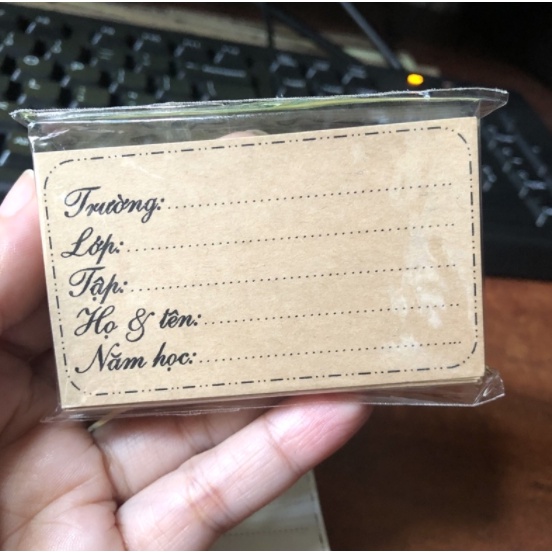 Trường:........................................................
Lớp:................................................................
Tập:................................................................
Họ & tên:..................................................
Năm học:..................................................